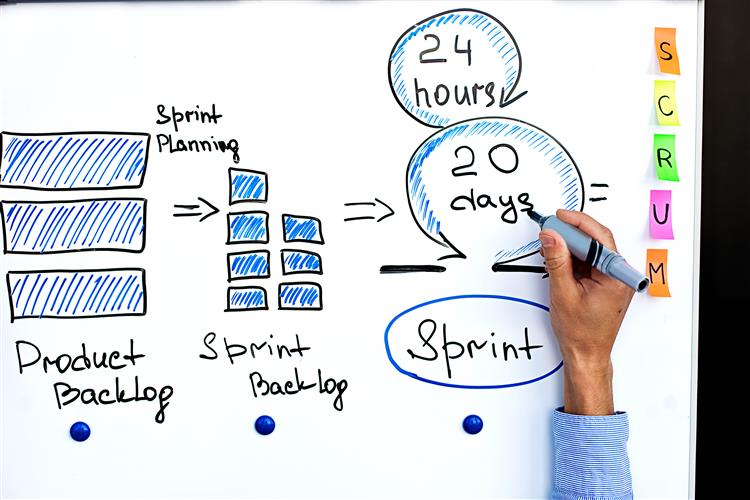 Sprint
Planning
Product
Backlog
Sprint
Backlog
24
hours
20
days
Sprint
=
S
C
R
U
M